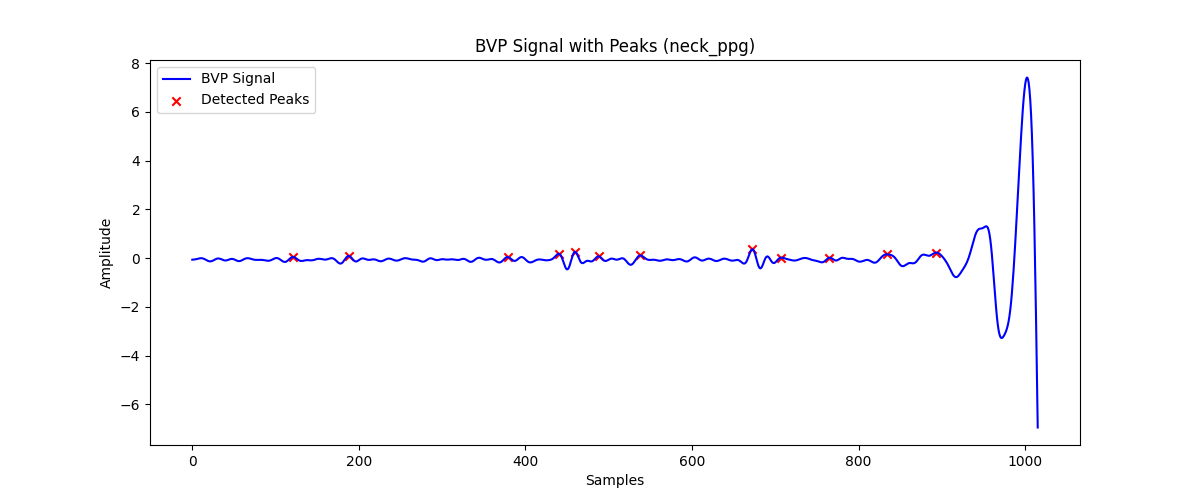 BVP Signal with Peaks (neck_ppg)
BVP Signal
Detected Peaks
Amplitude
8
6
4
2
0
−2
−4
−6
0 200 400 600 800 1000
Samples